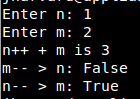 Enter n: 1
Enter m: 2
n++ + m is 3
m-- > n: False
n-- > m: True